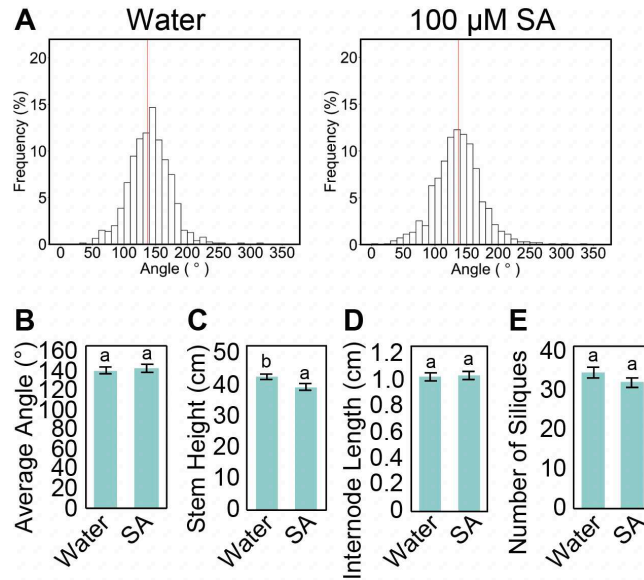 A
Water
100 µM SA
Frequency (%)
20
15
10
5
0
0 50 100 150 200 250 300 350
Angle ( ° )
Frequency (%)
20
15
10
5
0
0 50 100 150 200 250 300 350
Angle ( ° )
B
Average Angle (°)
160
140
120
100
80
60
40
20
0
a a
Water SA
C
Stem Height (cm)
50
40
30
20
10
0
b a
Water SA
D
Internode Length (cm)
1.2
1.0
0.8
0.6
0.4
0.2
0
a a
Water SA
E
Number of Siliques
40
30
20
10
0
a a
Water SA